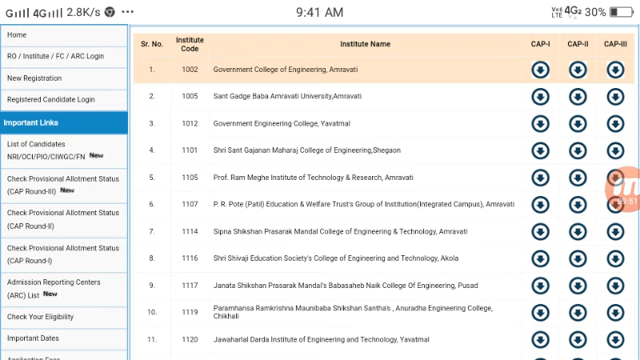 4G 2.8K/s ••• 9:41 AM VoLTE 4G2 30%
Home
RO / Institute / FC / ARC Login
New Registration
Registered Candidate Login
Important Links
List of Candidates
NRI/OCI/PIO/CIWGC/FN New
Check Provisional Allotment Status
(CAP Round-III) New
Check Provisional Allotment Status
(CAP Round-II)
Check Provisional Allotment Status
(CAP Round-I)
Admission Reporting Centers
(ARC) List New
Check Your Eligibility
Important Dates
Application Fees
Sr. No. Institute Code Institute Name CAP-I CAP-II CAP-III
1. 1002 Government College of Engineering, Amravati
2. 1005 Sant Gadge Baba Amravati University,Amravati
3. 1012 Government Engineering College, Yavatmal
4. 1101 Shri Sant Gajanan Maharaj College of Engineering,Shegaon
5. 1105 Prof. Ram Meghe Institute of Technology & Research, Amravati
6. 1107 P. R. Pote (Patil) Education & Welfare Trust's Group of Institution(Integrated Campus), Amravati
7. 1114 Sipna Shikshan Prasarak Mandal College of Engineering & Technology, Amravati
8. 1116 Shri Shivaji Education Society's College of Engineering and Technology, Akola
9. 1117 Janata Shikshan Prasarak Mandal's Babasaheb Naik College Of Engineering, Pusad
10. 1119 Paramhansa Ramkrishna Maunibaba Shikshan Santha's , Anuradha Engineering College,
Chikhali
11. 1120 Jawaharlal Darda Institute of Engineering and Technology, Yavatmal